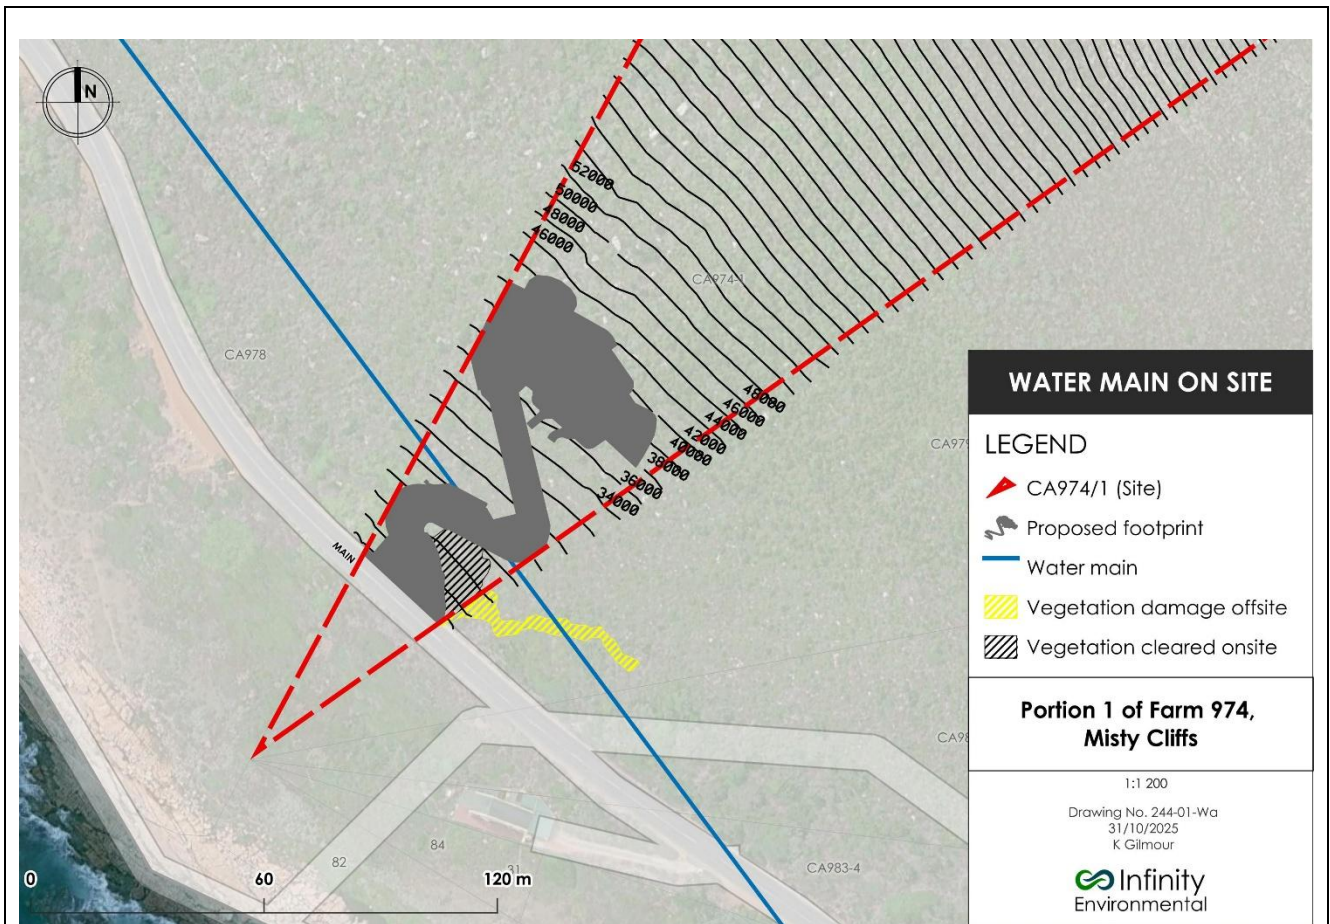 N
52000
50000
48000
46000
CA974-1
CA978
48000
46000
44000
42000
40000
38000
36000
34000
MAIN
CA979
CA98
82
84
31
CA983-4
0
60
120 m
WATER MAIN ON SITE
LEGEND
CA974/1 (Site)
Proposed footprint
Water main
Vegetation damage offsite
Vegetation cleared onsite
Portion 1 of Farm 974,
Misty Cliffs
1:1 200
Drawing No. 244-01-Wa
31/10/2025
K Gilmour
Infinity
Environmental